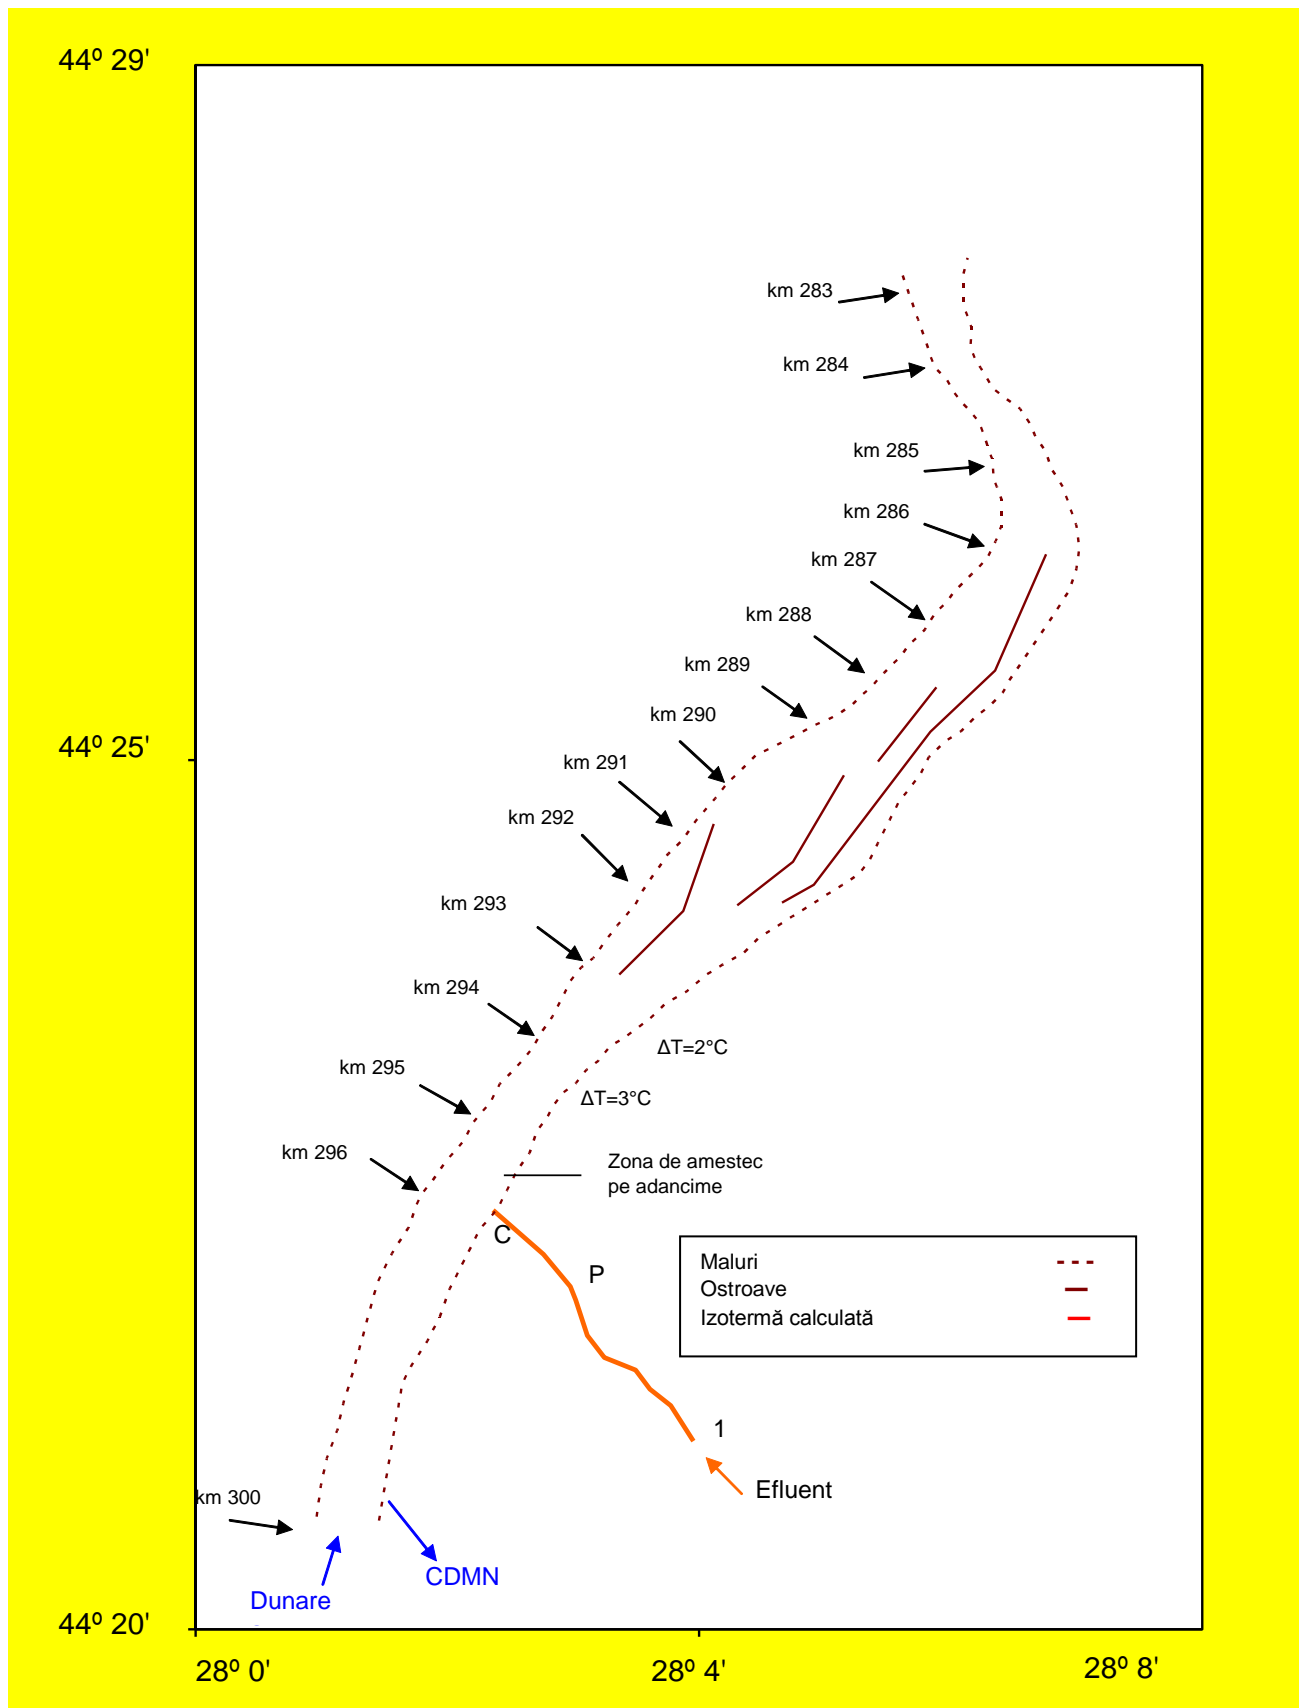 44º 29'
km 283
km 284
km 285
km 286
km 287
km 288
km 289
km 290
44º 25'
km 291
km 292
km 293
km 294
ΔT=2°C
km 295
ΔT=3°C
km 296
Zona de amestec
pe adancime
C
P
Maluri
Ostroave
Izotermă calculată
1
Efluent
km 300
CDMN
Dunare
44º 20'
28º 0'
28º 4'
28º 8'